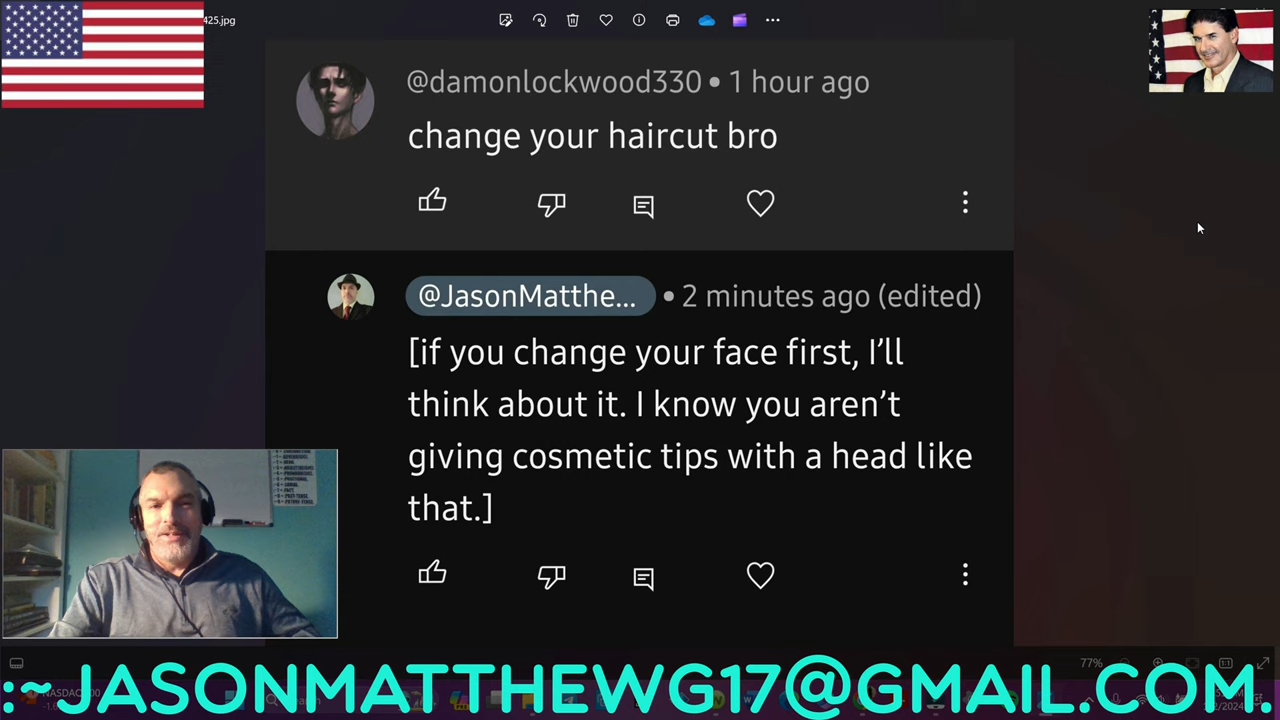 425.jpg
@damonlockwood330 • 1 hour ago
change your haircut bro
@JasonMatthe... • 2 minutes ago (edited)
[if you change your face first, I'll
think about it. I know you aren't
giving cosmetic tips with a head like
that.]
77%
:~ JASONMATTHEWG17@GMAIL.COM.